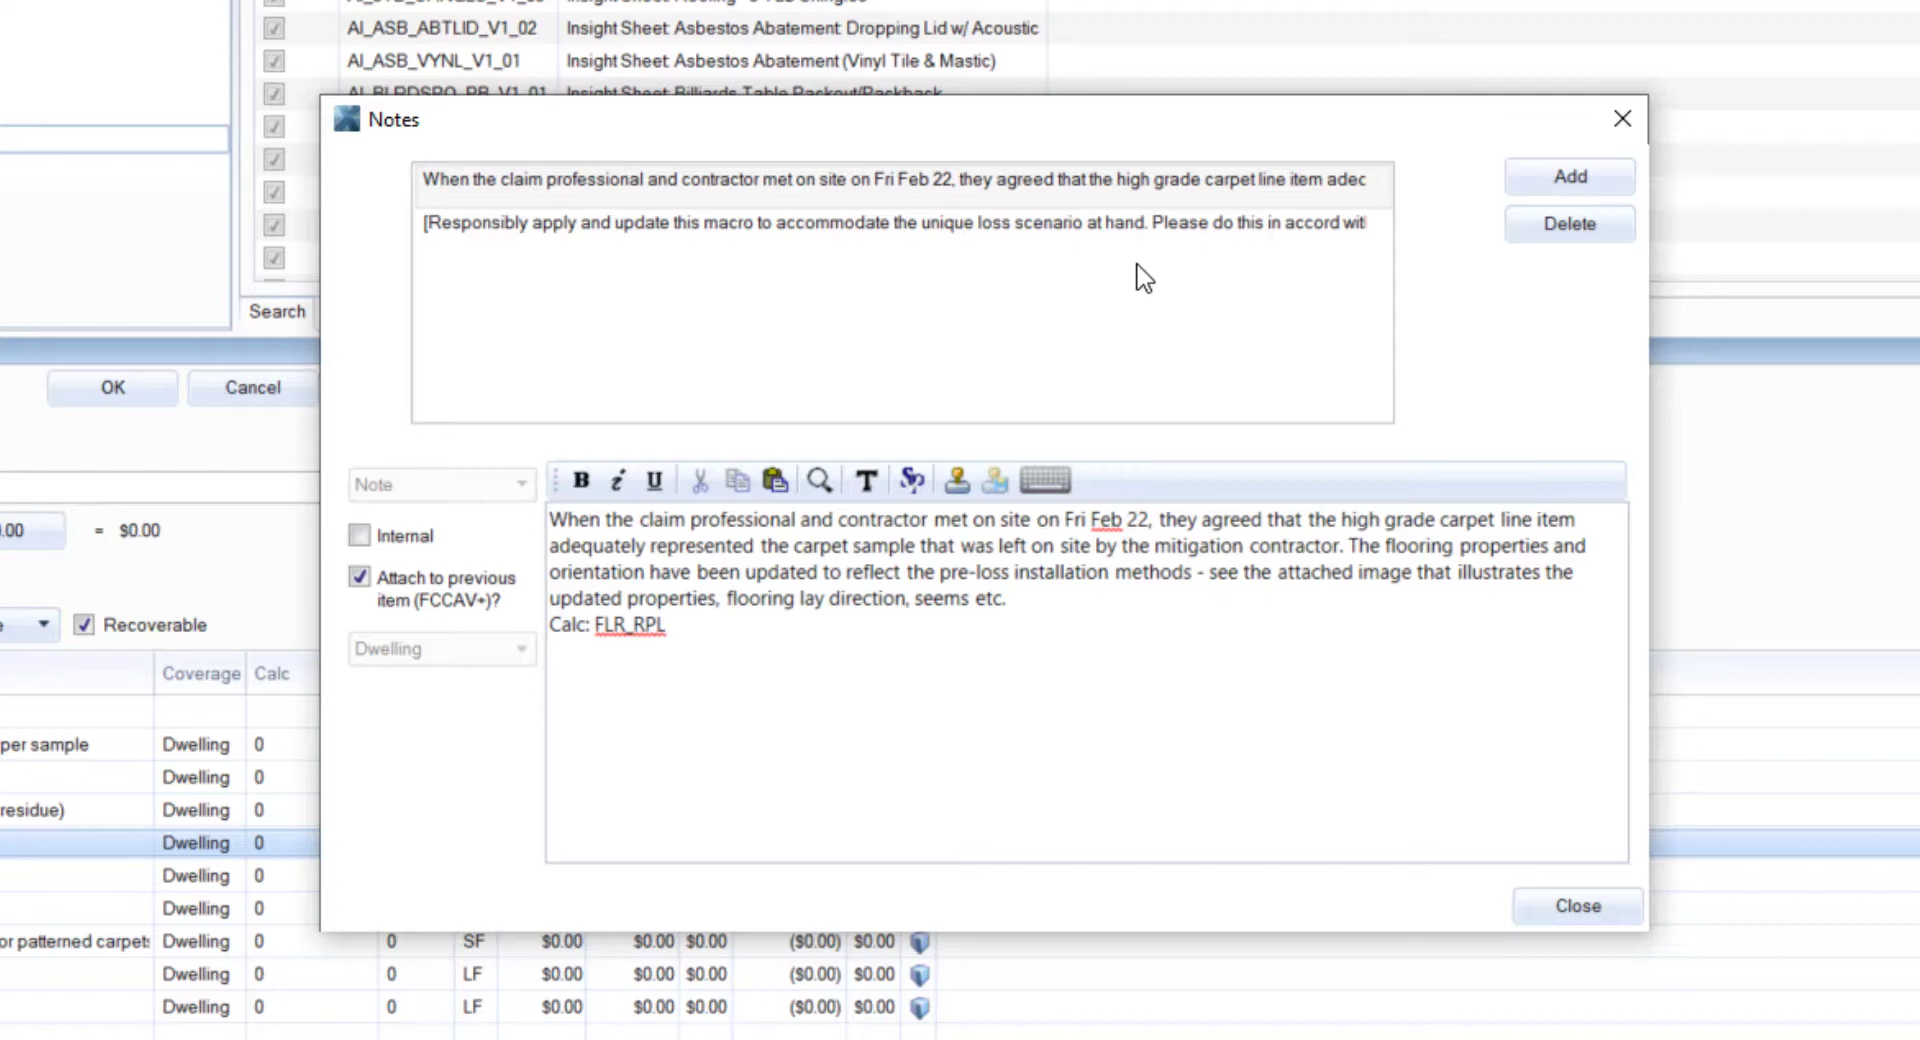 AI_ASB_ABTLID_V1_02 Insight Sheet: Asbestos Abatement: Dropping Lid w/ Acoustic
AI_ASB_VYNL_V1_01 Insight Sheet: Asbestos Abatement (Vinyl Tile & Mastic)
Insight Sheet: Billiards Table Packout/Packback
Notes
When the claim professional and contractor met on site on Fri Feb 22, they agreed that the high grade carpet line item adec
Add
[Responsibly apply and update this macro to accommodate the unique loss scenario at hand. Please do this in accord wit
Delete
Search
OK Cancel
Note
B i U T Sp
Internal
Attach to previous
item (FCCAV+)?
Dwelling
When the claim professional and contractor met on site on Fri Feb 22, they agreed that the high grade carpet line item
adequately represented the carpet sample that was left on site by the mitigation contractor. The flooring properties and
orientation have been updated to reflect the pre-loss installation methods - see the attached image that illustrates the
updated properties, flooring lay direction, seems etc.
Calc: FLR_RPL
.00 = $0.00
e Recoverable
Coverage Calc
per sample Dwelling 0
Dwelling 0
residue) Dwelling 0
Dwelling 0
Dwelling 0
Dwelling 0
or patterned carpets Dwelling 0 0 SF $0.00 $0.00 $0.00 ($0.00) $0.00
Dwelling 0 0 LF $0.00 $0.00 $0.00 ($0.00) $0.00
Dwelling 0 0 LF $0.00 $0.00 $0.00 ($0.00) $0.00
Close